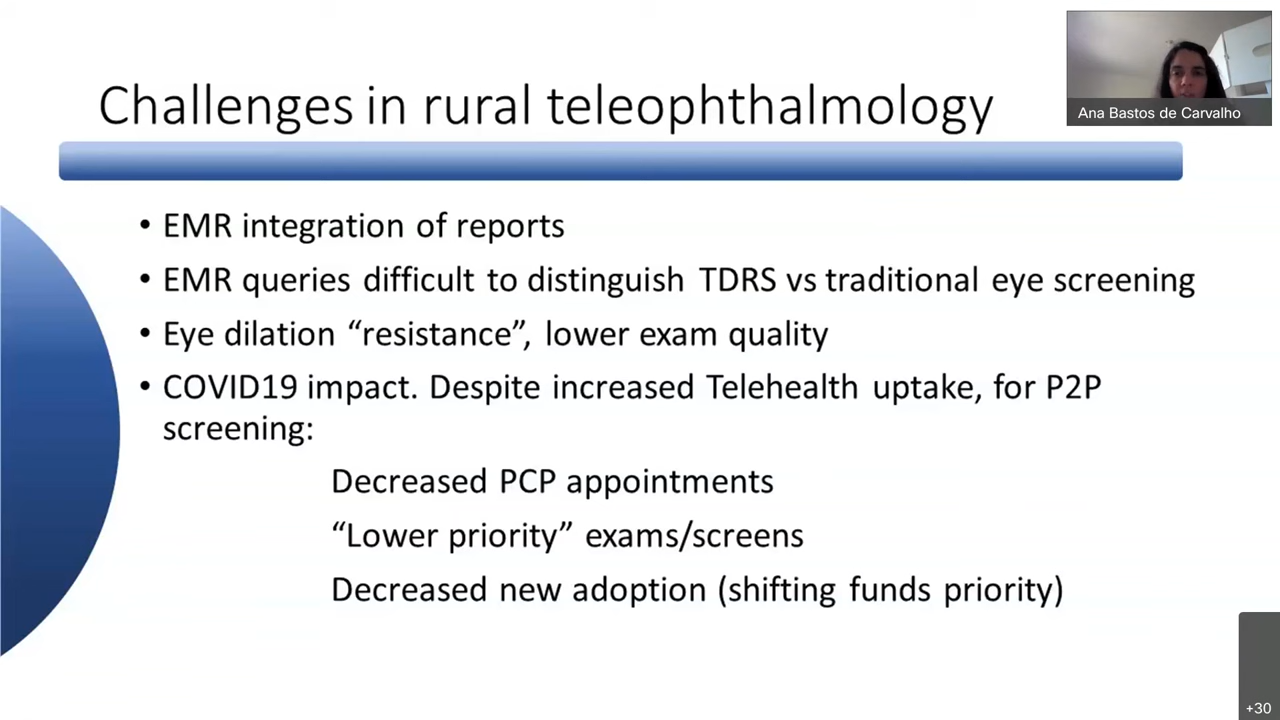 Challenges in rural teleophthalmology
Ana Bastos de Carvalho
• EMR integration of reports
• EMR queries difficult to distinguish TDRS vs traditional eye screening
• Eye dilation “resistance”, lower exam quality
• COVID19 impact. Despite increased Telehealth uptake, for P2P
screening:
Decreased PCP appointments
“Lower priority” exams/screens
Decreased new adoption (shifting funds priority)
+30